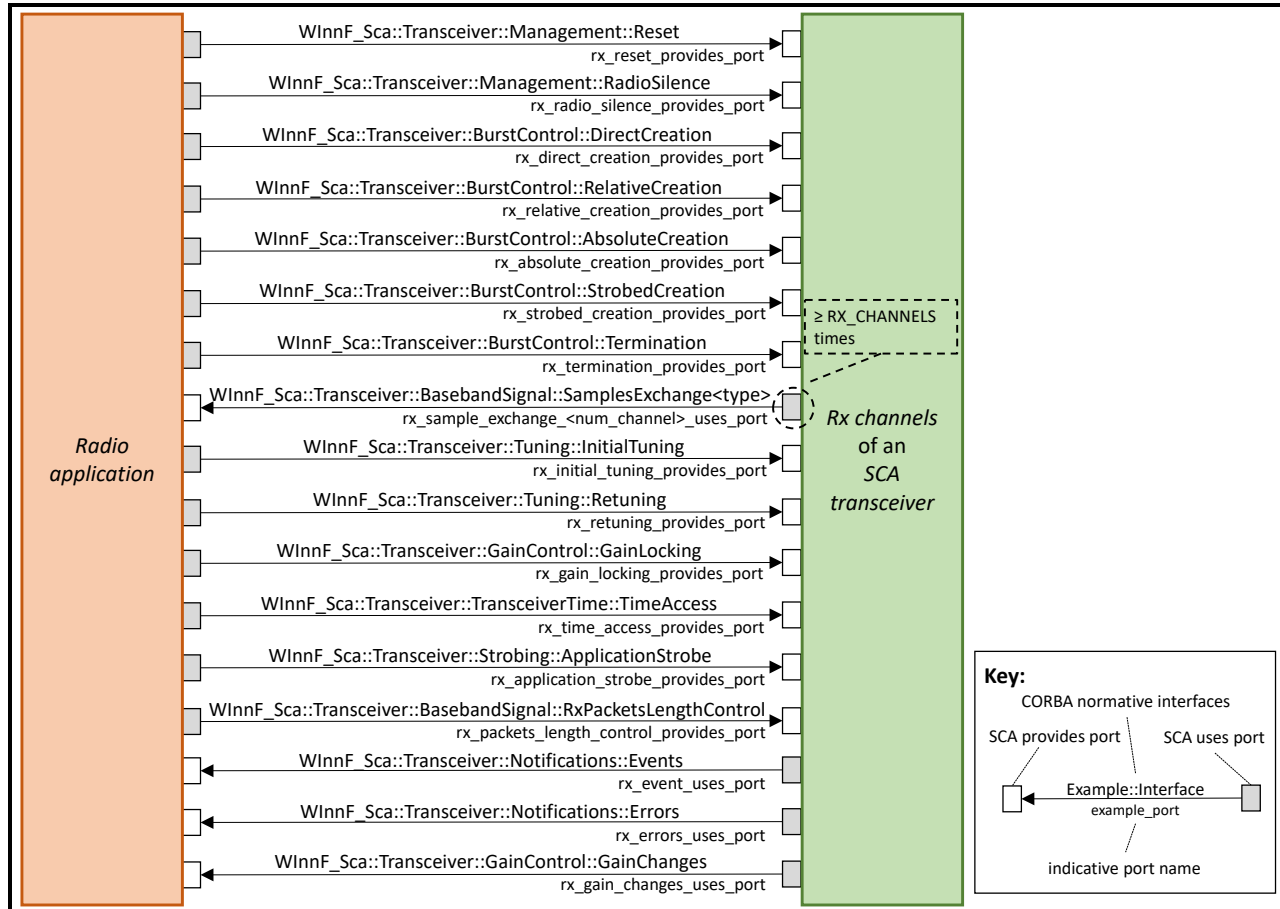 WInnF_Sca::Transceiver::Management::Reset
rx_reset_provides_port
WInnF_Sca::Transceiver::Management::RadioSilence
rx_radio_silence_provides_port
WInnF_Sca::Transceiver::BurstControl::DirectCreation
rx_direct_creation_provides_port
WInnF_Sca::Transceiver::BurstControl::RelativeCreation
rx_relative_creation_provides_port
WInnF_Sca::Transceiver::BurstControl::AbsoluteCreation
rx_absolute_creation_provides_port
WInnF_Sca::Transceiver::BurstControl::StrobedCreation
rx_strobed_creation_provides_port
≥ RX_CHANNELS
times
WInnF_Sca::Transceiver::BurstControl::Termination
rx_termination_provides_port
WInnF_Sca::Transceiver::BasebandSignal::SamplesExchange<type>
rx_sample_exchange_<num_channel>_uses_port
Radio
application
Rx channels
of an
SCA
transceiver
WInnF_Sca::Transceiver::Tuning::InitialTuning
rx_initial_tuning_provides_port
WInnF_Sca::Transceiver::Tuning::Retuning
rx_retuning_provides_port
WInnF_Sca::Transceiver::GainControl::GainLocking
rx_gain_locking_provides_port
WInnF_Sca::Transceiver::TransceiverTime::TimeAccess
rx_time_access_provides_port
WInnF_Sca::Transceiver::Strobing::ApplicationStrobe
rx_application_strobe_provides_port
WInnF_Sca::Transceiver::BasebandSignal::RxPacketsLengthControl
rx_packets_length_control_provides_port
WInnF_Sca::Transceiver::Notifications::Events
rx_event_uses_port
WInnF_Sca::Transceiver::Notifications::Errors
rx_errors_uses_port
WInnF_Sca::Transceiver::GainControl::GainChanges
rx_gain_changes_uses_port
Key:
CORBA normative interfaces
SCA provides port
SCA uses port
Example::Interface
example_port
indicative port name